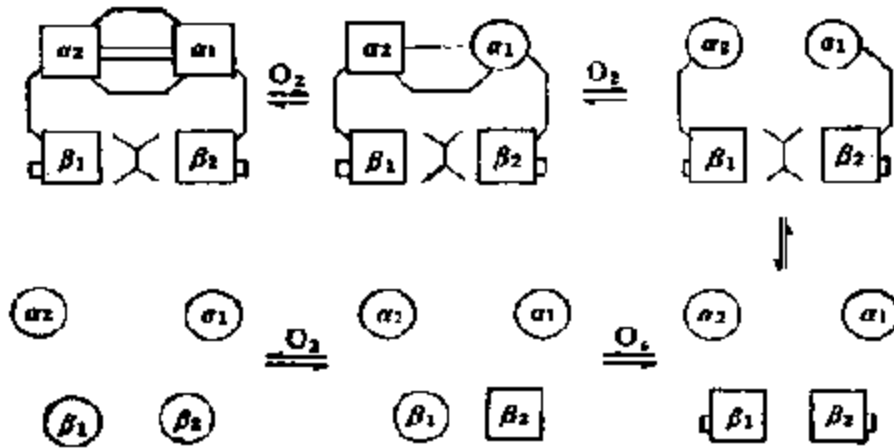 α₂ α₁ O₂ α₂ α₁ O₂ α₂ α₁
β₁ β₂ β₁ β₂ β₁ β₂
α₂ α₁ O₂ α₂ α₁ α₂ α₁
β₁ β₂ β₁ β₂ β₁ β₂